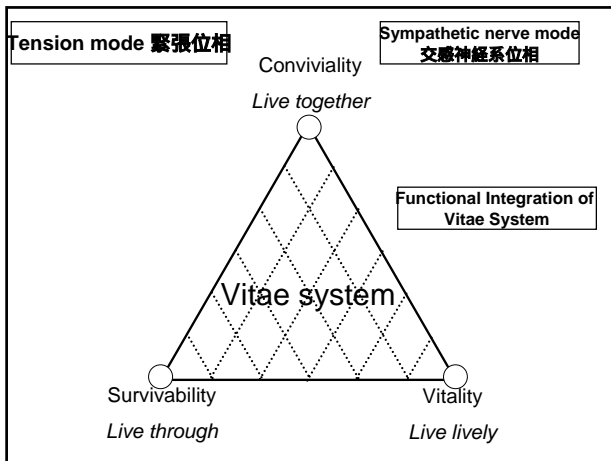 Tension mode 緊張位相
Sympathetic nerve mode
交感神経系位相
Conviviality
Live together
Functional Integration of
Vitae System
Vitae system
Survivability
Vitality
Live through
Live lively